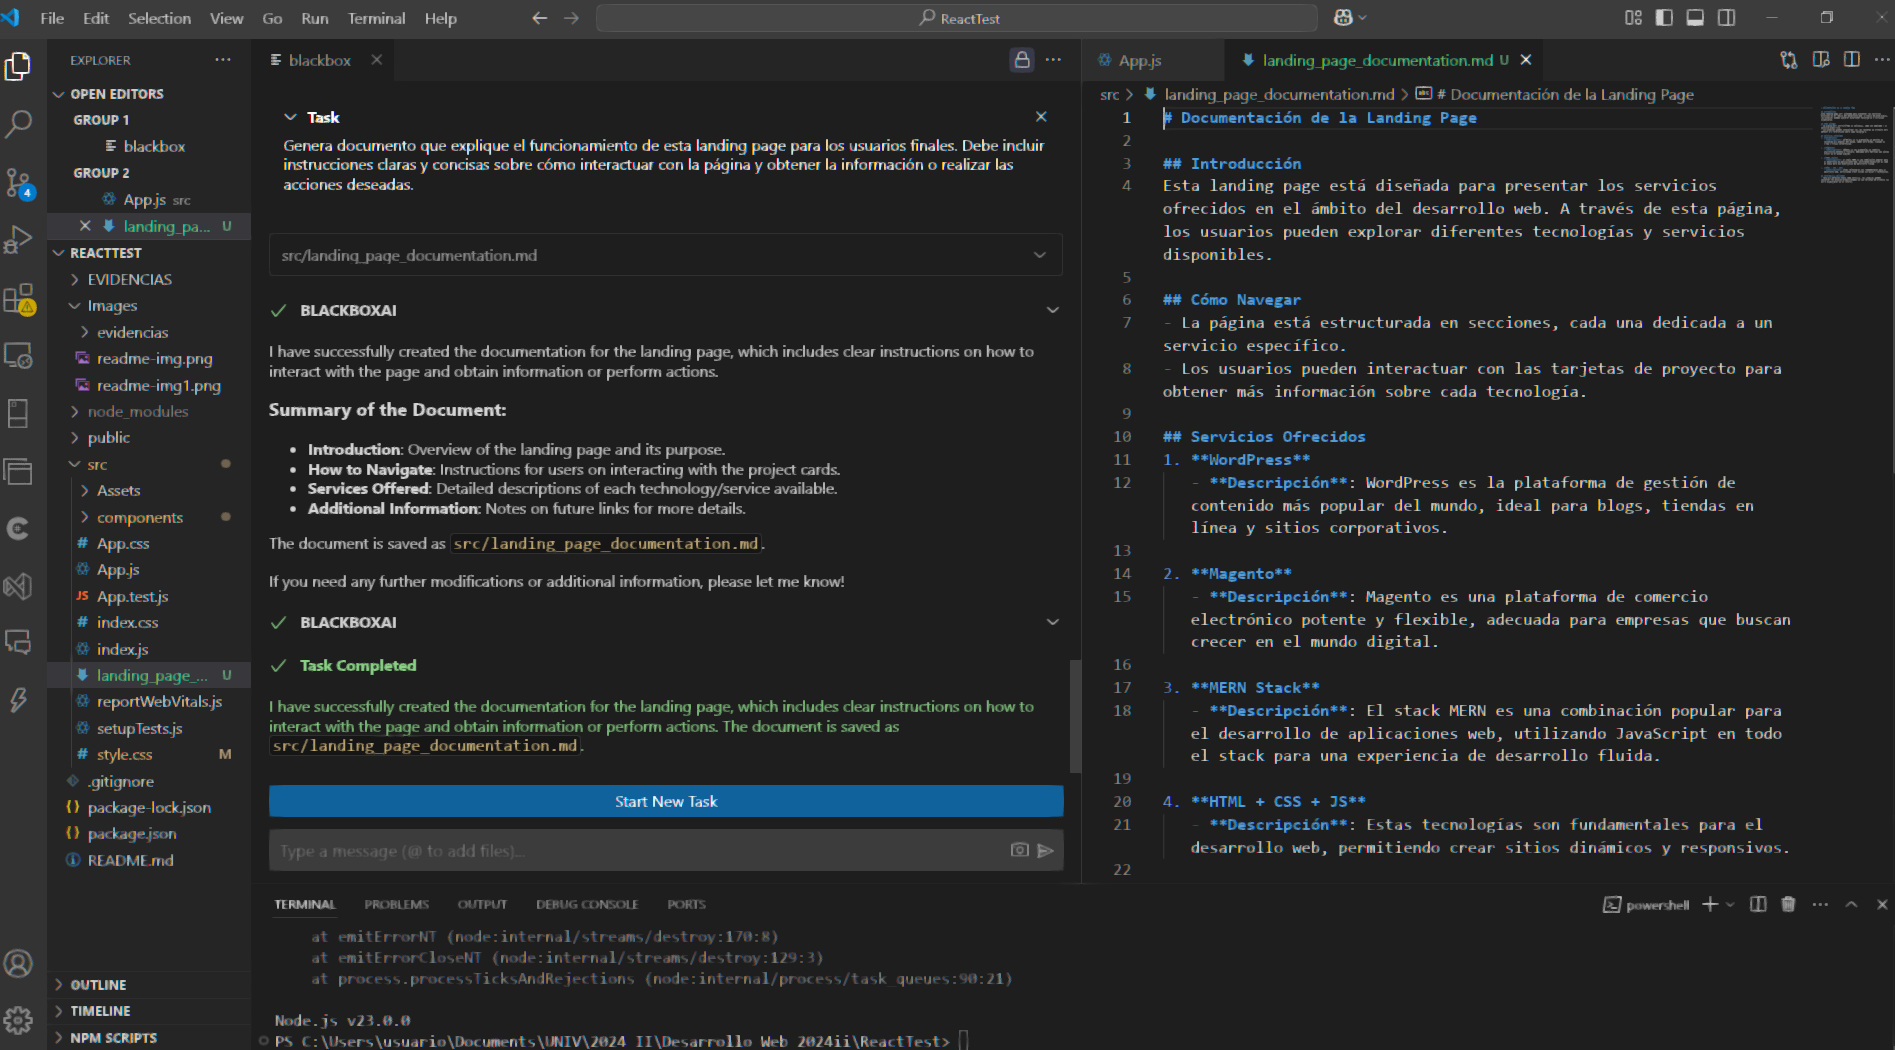 File Edit Selection View Go Run Terminal Help
ReactTest
EXPLORER
OPEN EDITORS
GROUP 1
blackbox
GROUP 2
App.js src
landing_pa... U
REACTTEST
EVIDENCIAS
Images
evidencias
readme-img.png
readme-img1.png
node_modules
public
src
Assets
components
# App.css
App.js
JS App.test.js
# index.css
index.js
landing_page_... U
reportWebVitals.js
setupTests.js
# style.css M
.gitignore
{} package-lock.json
{} package.json
README.md
OUTLINE
TIMELINE
NPM SCRIPTS
4
blackbox
Task
Genera documento que explique el funcionamiento de esta landing page para los usuarios finales. Debe incluir
instrucciones claras y concisas sobre cómo interactuar con la página y obtener la información o realizar las
acciones deseadas.
src/landing_page_documentation.md
BLACKBOXAI
I have successfully created the documentation for the landing page, which includes clear instructions on how to
interact with the page and obtain information or perform actions.
Summary of the Document:
• Introduction: Overview of the landing page and its purpose.
• How to Navigate: Instructions for users on interacting with the project cards.
• Services Offered: Detailed descriptions of each technology/service available.
• Additional Information: Notes on future links for more details.
The document is saved as src/landing_page_documentation.md.
If you need any further modifications or additional information, please let me know!
BLACKBOXAI
Task Completed
I have successfully created the documentation for the landing page, which includes clear instructions on how to
interact with the page and obtain information or perform actions. The document is saved as
src/landing_page_documentation.md.
Start New Task
Type a message (@ to add files)...
App.js
landing_page_documentation.md U
src > landing_page_documentation.md > # Documentación de la Landing Page
1 # Documentación de la Landing Page
2
3 ## Introducción
4 Esta landing page está diseñada para presentar los servicios
ofrecidos en el ámbito del desarrollo web. A través de esta página,
los usuarios pueden explorar diferentes tecnologías y servicios
disponibles.
5
6 ## Cómo Navegar
7 - La página está estructurada en secciones, cada una dedicada a un
servicio específico.
8 - Los usuarios pueden interactuar con las tarjetas de proyecto para
obtener más información sobre cada tecnología.
9
10 ## Servicios Ofrecidos
11 1. **WordPress**
12 - **Descripción**: WordPress es la plataforma de gestión de
contenido más popular del mundo, ideal para blogs, tiendas en
línea y sitios corporativos.
13
14 2. **Magento**
15 - **Descripción**: Magento es una plataforma de comercio
electrónico potente y flexible, adecuada para empresas que buscan
crecer en el mundo digital.
16
17 3. **MERN Stack**
18 - **Descripción**: El stack MERN es una combinación popular para
el desarrollo de aplicaciones web, utilizando JavaScript en todo
el stack para una experiencia de desarrollo fluida.
19
20 4. **HTML + CSS + JS**
21 - **Descripción**: Estas tecnologías son fundamentales para el
desarrollo web, permitiendo crear sitios dinámicos y responsivos.
22
TERMINAL PROBLEMS OUTPUT DEBUG CONSOLE PORTS
powershell
at emitErrorNT (node:internal/streams/destroy:170:8)
at emitErrorCloseNT (node:internal/streams/destroy:129:3)
at process.processTicksAndRejections (node:internal/process/task_queues:90:21)
Node.js v23.0.0
PS C:\Users\usuario\Documents\UNIV\2024 II\Desarrollo Web 2024ii\ReactTest>